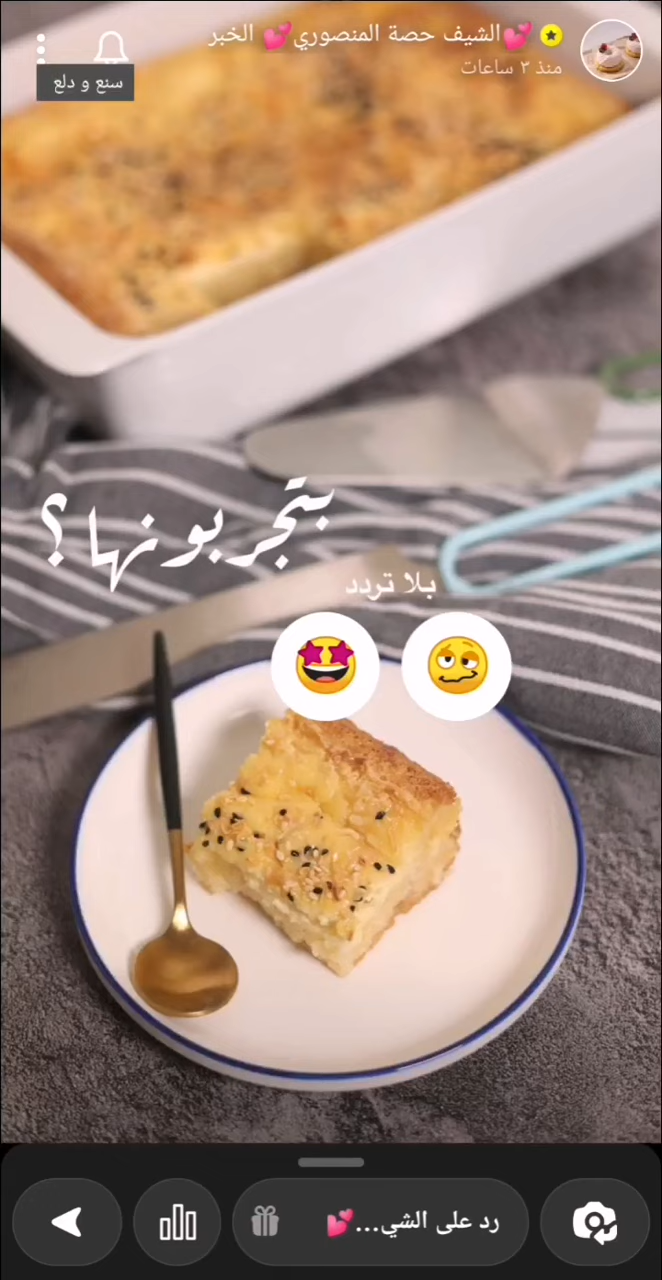 💕الشيف حصة المنصوري💕 الخبر
منذ ٣ ساعات
سنع و دلع
بتجربونها؟
بلا تردد
رد على الشي...💕